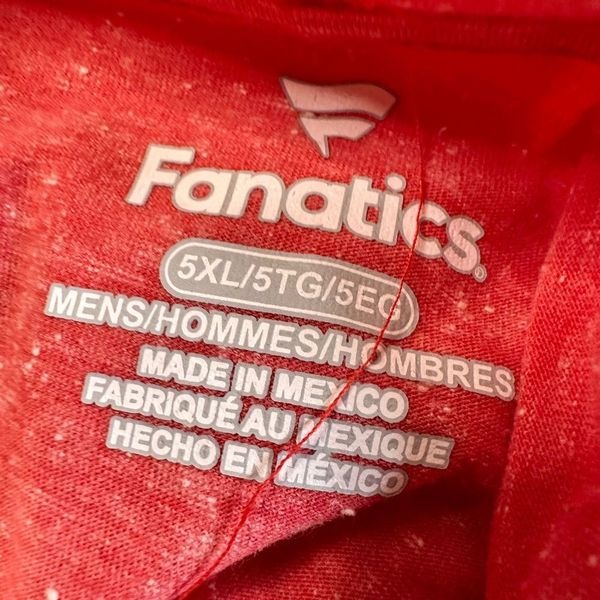 Fanatics®
5XL/5TG/5EG
MENS/HOMMES/HOMBRES
MADE IN MEXICO
FABRIQUÉ AU MEXIQUE
HECHO EN MÉXICO